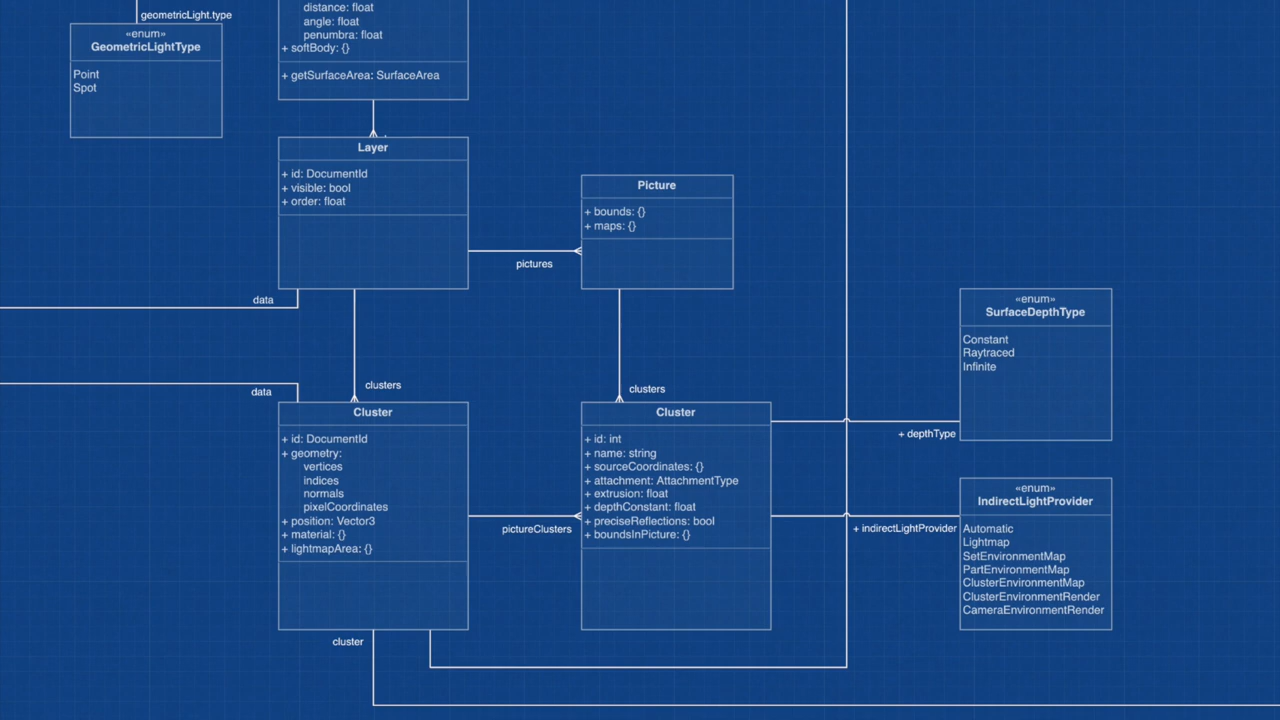 geometricLight.type
«enum»
GeometricLightType
Point
Spot
distance: float
angle: float
penumbra: float
+ softBody: {}
+ getSurfaceArea: SurfaceArea
Layer
+ id: DocumentId
+ visible: bool
+ order: float
pictures
Picture
+ bounds: {}
+ maps: {}
data
data
clusters
clusters
Cluster
+ id: DocumentId
+ geometry:
vertices
indices
normals
pixelCoordinates
+ position: Vector3
+ material: {}
+ lightmapArea: {}
pictureClusters
cluster
Cluster
+ id: int
+ name: string
+ sourceCoordinates: {}
+ attachment: AttachmentType
+ extrusion: float
+ depthConstant: float
+ preciseReflections: bool
+ boundsInPicture: {}
«enum»
SurfaceDepthType
Constant
Raytraced
Infinite
+ depthType
«enum»
IndirectLightProvider
+ indirectLightProvider
Automatic
Lightmap
SetEnvironmentMap
PartEnvironmentMap
ClusterEnvironmentMap
ClusterEnvironmentRender
CameraEnvironmentRender